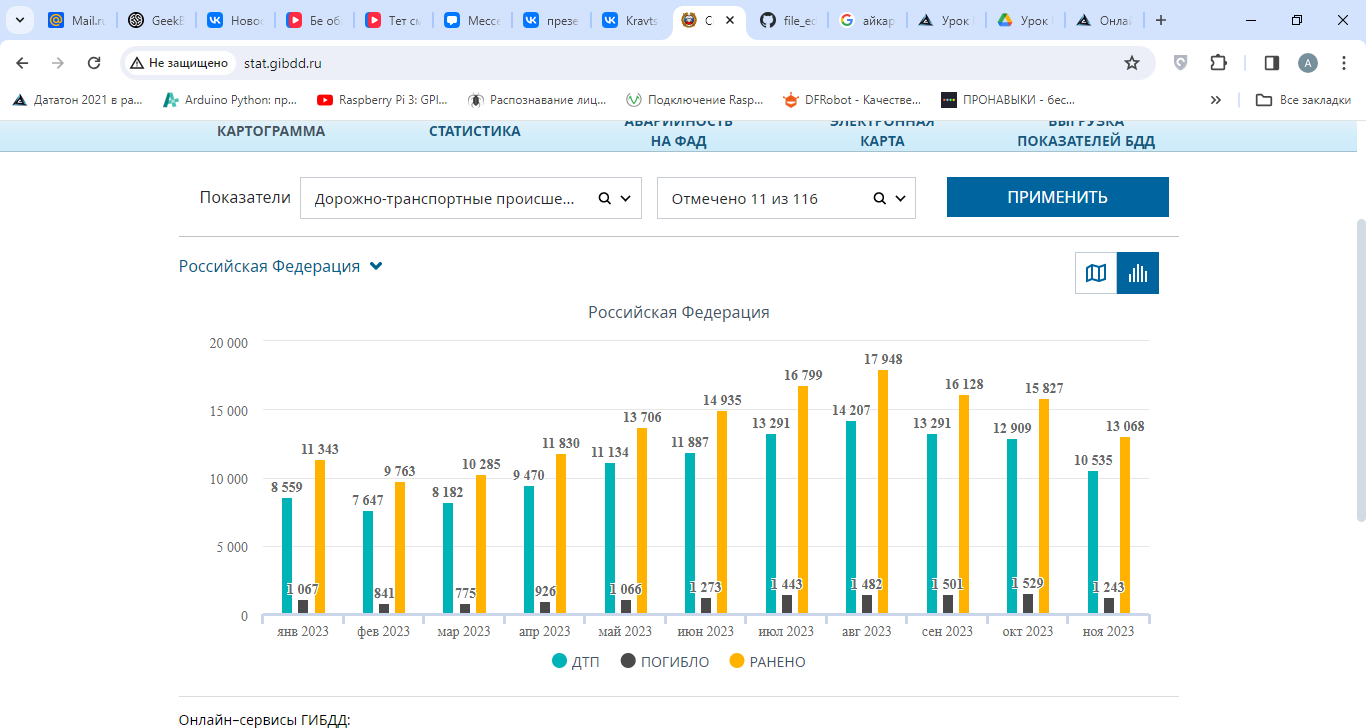 Mail.ru GeekB Новос Бе об Тет см Мессе презе Kravts С file_ed айкар Урок Урок Онлай
Не защищено stat.gibdd.ru А
Дататон 2021 в ра... Arduino Python: пр... Raspberry Pi 3: GPI... Распознавание лиц... Подключение Rasp... DFRobot - Качестве... ПРОНАВЫКИ - бес... Все закладки
КАРТОГРАММА СТАТИСТИКА АВАРИЙНОСТЬ ЭЛЕКТРОННАЯ ВЫГРУЗКА
НА ФАД КАРТА ПОКАЗАТЕЛЕЙ БДД
Показатели Дорожно-транспортные происше... Отмечено 11 из 116 ПРИМЕНИТЬ
Российская Федерация
Российская Федерация
20 000
15 000
10 000
5 000
0
8 559 1 067 11 343
7 647 841 9 763
8 182 775 10 285
9 470 926 11 830
11 134 1 066 13 706
11 887 1 273 14 935
13 291 1 443 16 799
14 207 1 482 17 948
13 291 1 501 16 128
12 909 1 529 15 827
10 535 1 243 13 068
янв 2023 фев 2023 мар 2023 апр 2023 май 2023 июн 2023 июл 2023 авг 2023 сен 2023 окт 2023 ноя 2023
ДТП ПОГИБЛО РАНЕНО
Онлайн–сервисы ГИБДД: